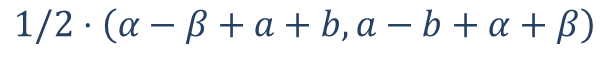 1/2 · (α − β + a + b, a − b + α + β)